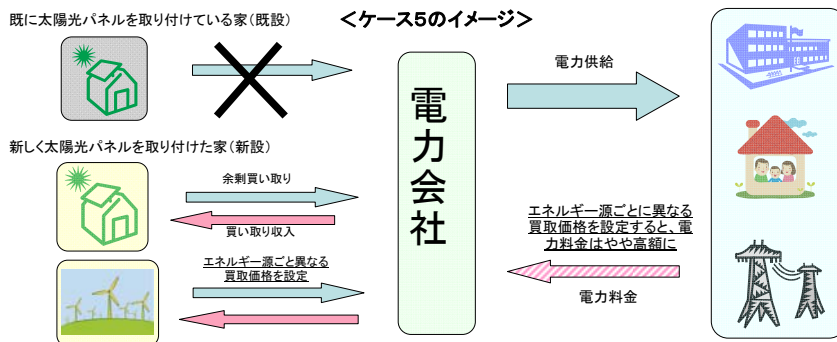 ＜ケース5のイメージ＞
既に太陽光パネルを取り付けている家（既設）
新しく太陽光パネルを取り付けた家（新設）
余剰買い取り
買い取り収入
エネルギー源ごと異なる
買取価格を設定
電力会社
電力供給
エネルギー源ごとに異なる
買取価格を設定すると、電
力料金はやや高額に
電力料金